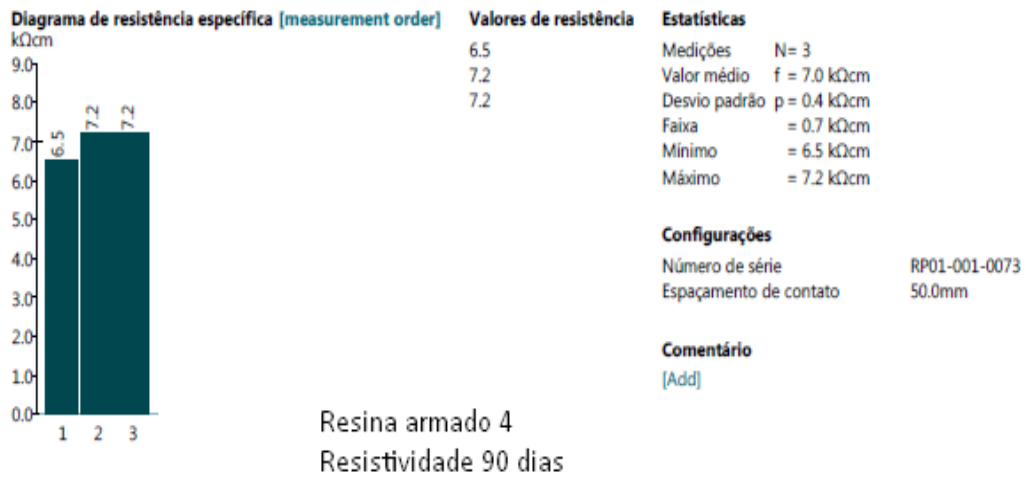 Diagrama de resistência específica [measurement order]
kΩcm
9.0
8.0
7.0
6.0
5.0
4.0
3.0
2.0
1.0
0.0
6.5
7.2
7.2
1 2 3
Valores de resistência
6.5
7.2
7.2
Estatísticas
Medições N= 3
Valor médio f = 7.0 kΩcm
Desvio padrão p = 0.4 kΩcm
Faixa = 0.7 kΩcm
Mínimo = 6.5 kΩcm
Máximo = 7.2 kΩcm
Configurações
Número de série RP01-001-0073
Espaçamento de contato 50.0mm
Comentário
[Add]
Resina armado 4
Resistividade 90 dias